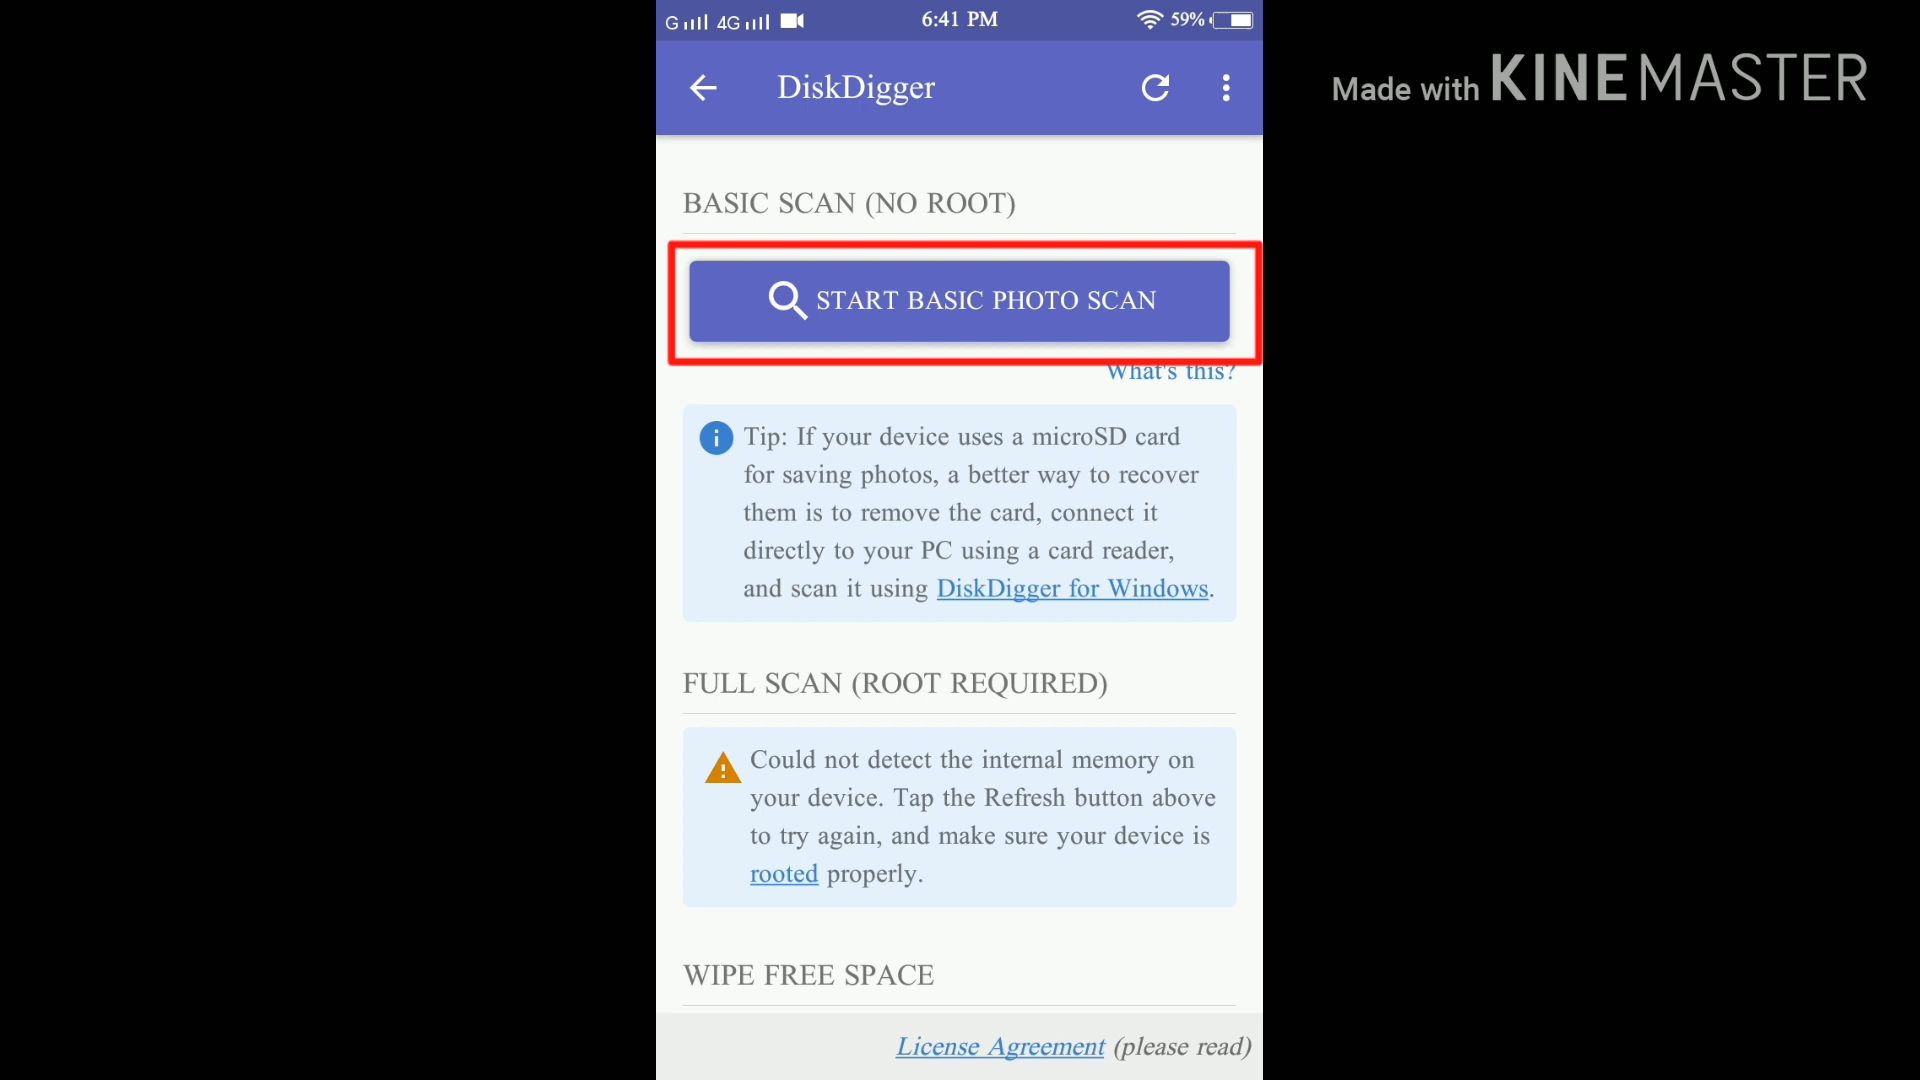 G 4G 6:41 PM 59%
DiskDigger
Made with KINEMASTER
BASIC SCAN (NO ROOT)
START BASIC PHOTO SCAN
What's this?
Tip: If your device uses a microSD card
for saving photos, a better way to recover
them is to remove the card, connect it
directly to your PC using a card reader,
and scan it using DiskDigger for Windows.
FULL SCAN (ROOT REQUIRED)
Could not detect the internal memory on
your device. Tap the Refresh button above
to try again, and make sure your device is
rooted properly.
WIPE FREE SPACE
License Agreement (please read)